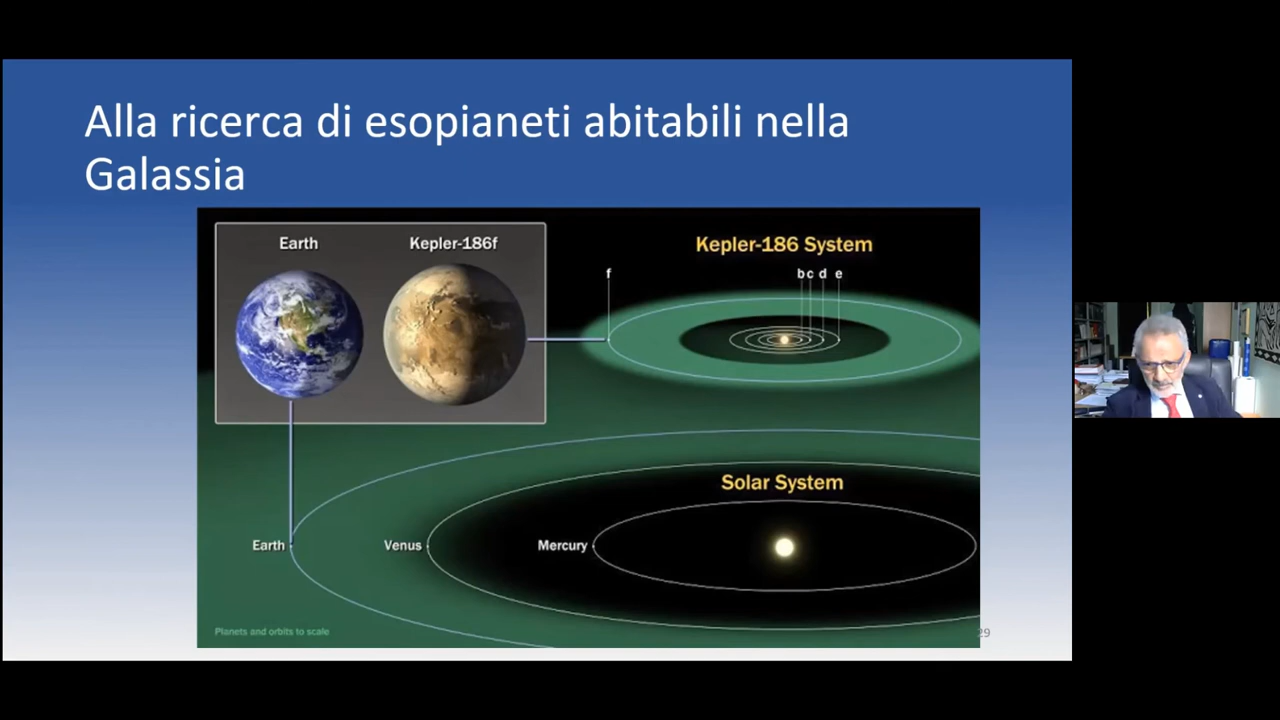 Alla ricerca di esopianeti abitabili nella
Galassia
Earth
Kepler-186f
Kepler-186 System
f
b c d e
Solar System
Earth
Venus
Mercury
Planets and orbits to scale
29